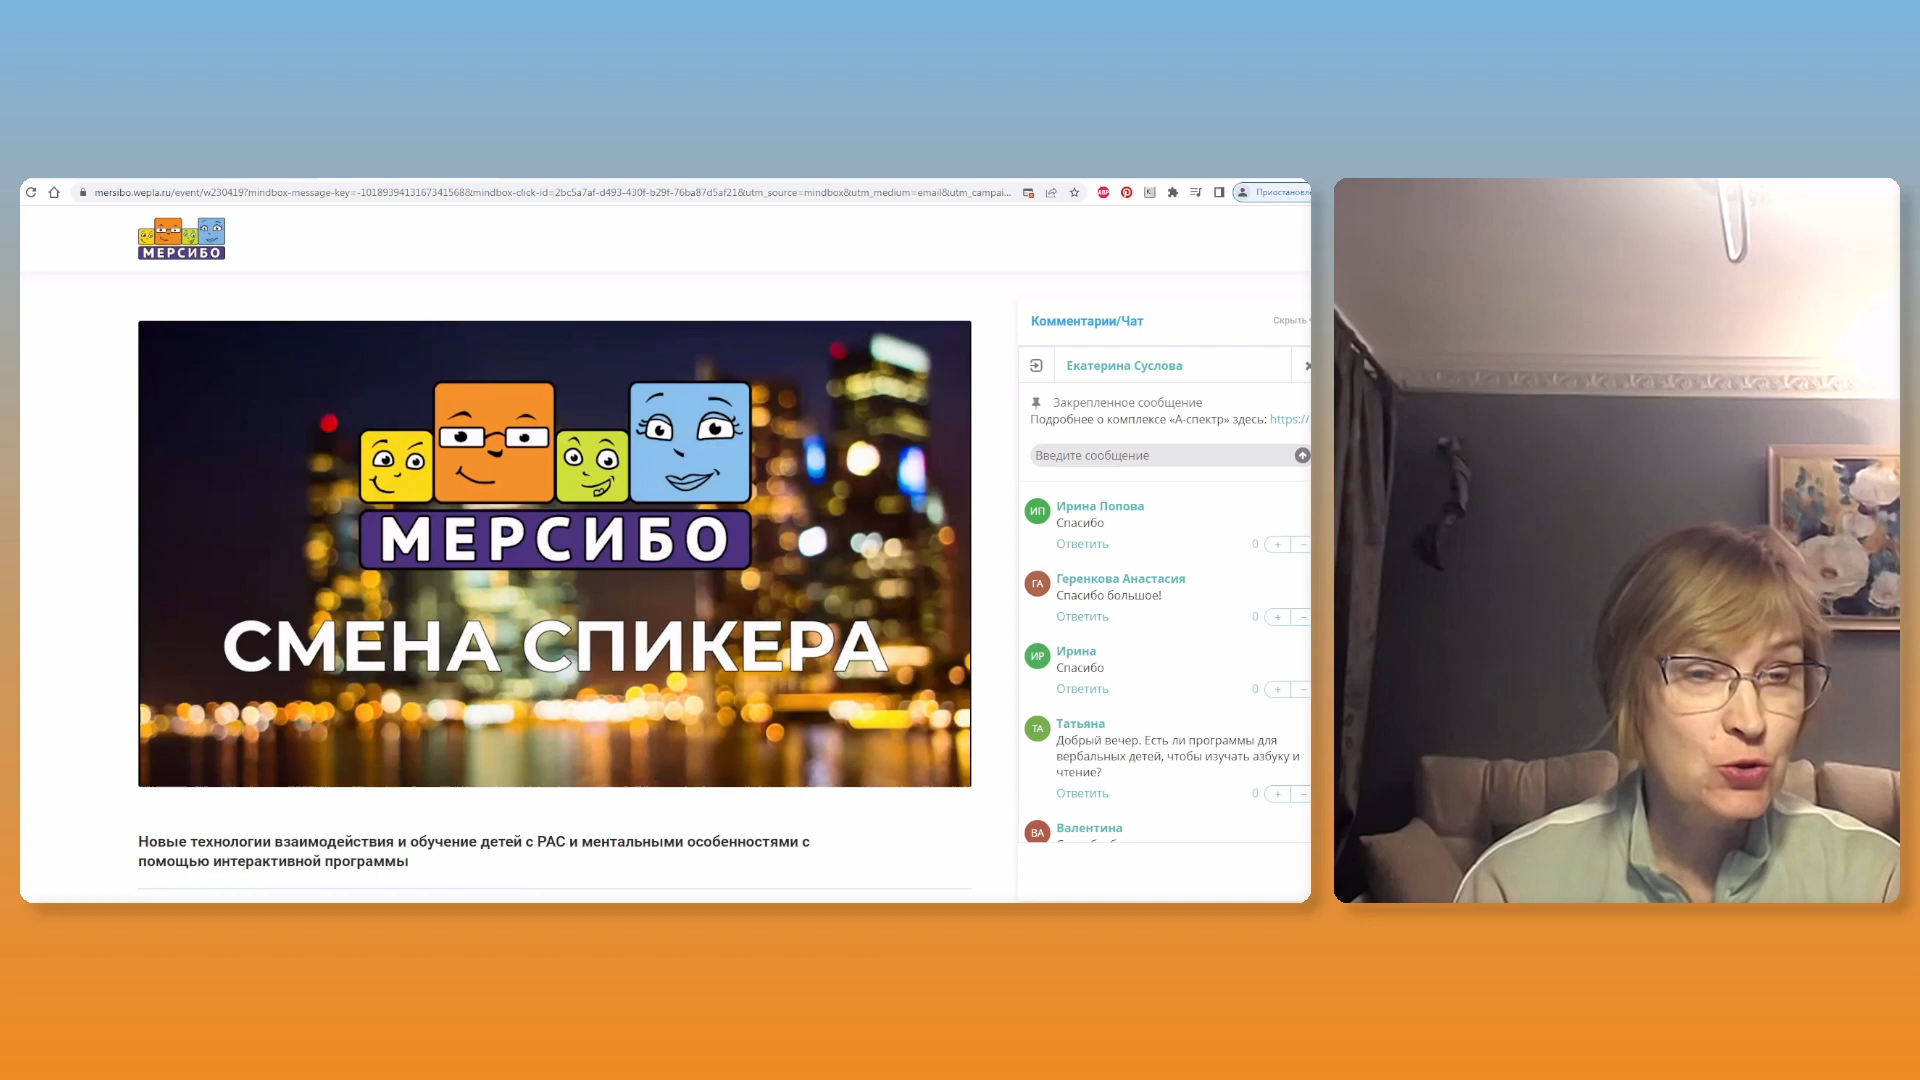 mersibo.wepla.ru/event/w230419?mindbox-message-key=-1018939413167341568&mindbox-click-id=2bc5a7af-d493-430f-b29f-76ba87d5af21&utm_source=mindbox&utm_medium=email&utm_campai...
ABP
Приостановле
МЕРСИБО
МЕРСИБО
СМЕНА СПИКЕРА
Новые технологии взаимодействия и обучение детей с РАС и ментальными особенностями с
помощью интерактивной программы
Комментарии/Чат
Скрыть
Екатерина Суслова
Закрепленное сообщение
Подробнее о комплексе «А-спектр» здесь: https://
Введите сообщение
ИП
Ирина Попова
Спасибо
Ответить
0 + −
ГА
Геренкова Анастасия
Спасибо большое!
Ответить
0 + −
ИР
Ирина
Спасибо
Ответить
0 + −
ТА
Татьяна
Добрый вечер. Есть ли программы для
вербальных детей, чтобы изучать азбуку и
чтение?
Ответить
0 + −
ВА
Валентина